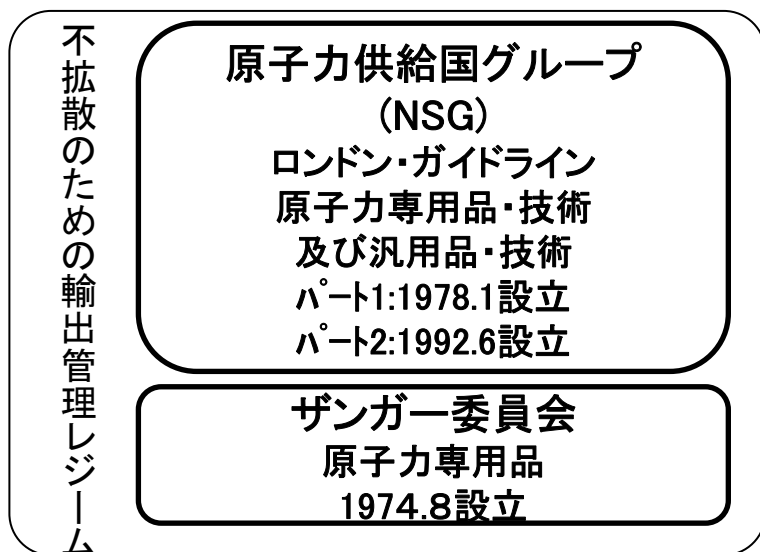 不拡散のための輸出管理レジーム
原子力供給国グループ
(NSG)
ロンドン・ガイドライン
原子力専用品・技術
及び汎用品・技術
ﾊﾟｰﾄ1:1978.1設立
ﾊﾟｰﾄ2:1992.6設立
ザンガー委員会
原子力専用品
1974.8設立